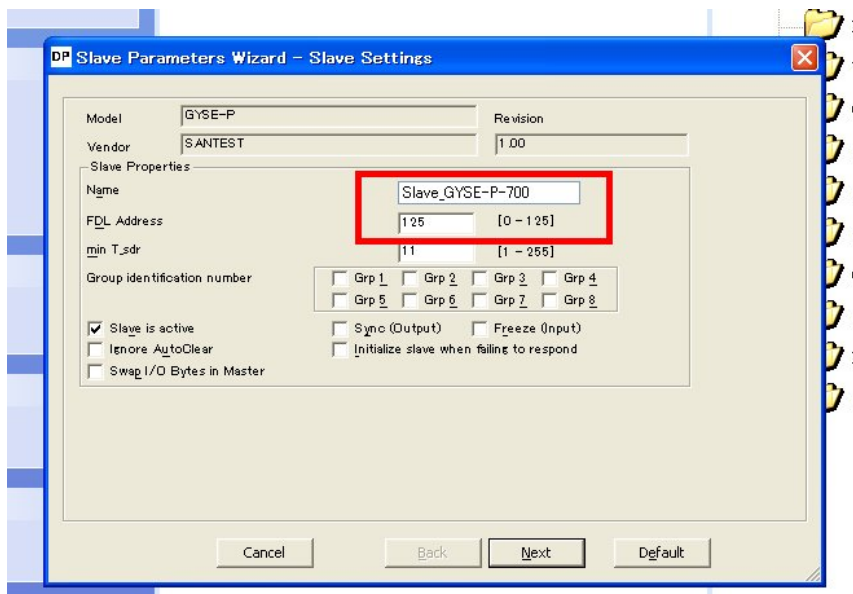 DP Slave Parameters Wizard – Slave Settings
Model GYSE-P Revision
Vendor SANTEST 1.00
Slave Properties
Name Slave_GYSE-P-700
FDL Address 125 [0 – 125]
min T_sdr 11 [1 – 255]
Group identification number Grp 1 Grp 2 Grp 3 Grp 4
Grp 5 Grp 6 Grp 7 Grp 8
Slave is active Sync (Output) Freeze (Input)
Ignore AutoClear Initialize slave when failing to respond
Swap I/O Bytes in Master
Cancel Back Next Default